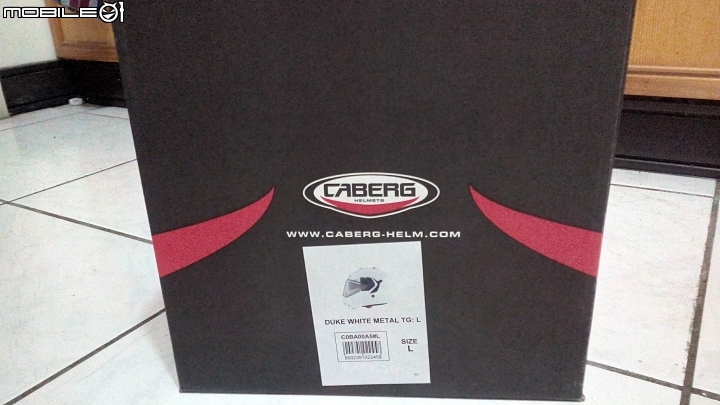 MOBILE01
CABERG
HELMETS
WWW.CABERG-HELM.COM
DUKE WHITE METAL TG: L
SIZE
L